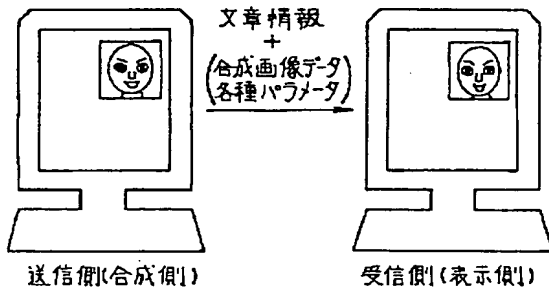 文章情報
+
(合成画像データ
各種パラメータ)
送信側(合成側)
受信側(表示側)